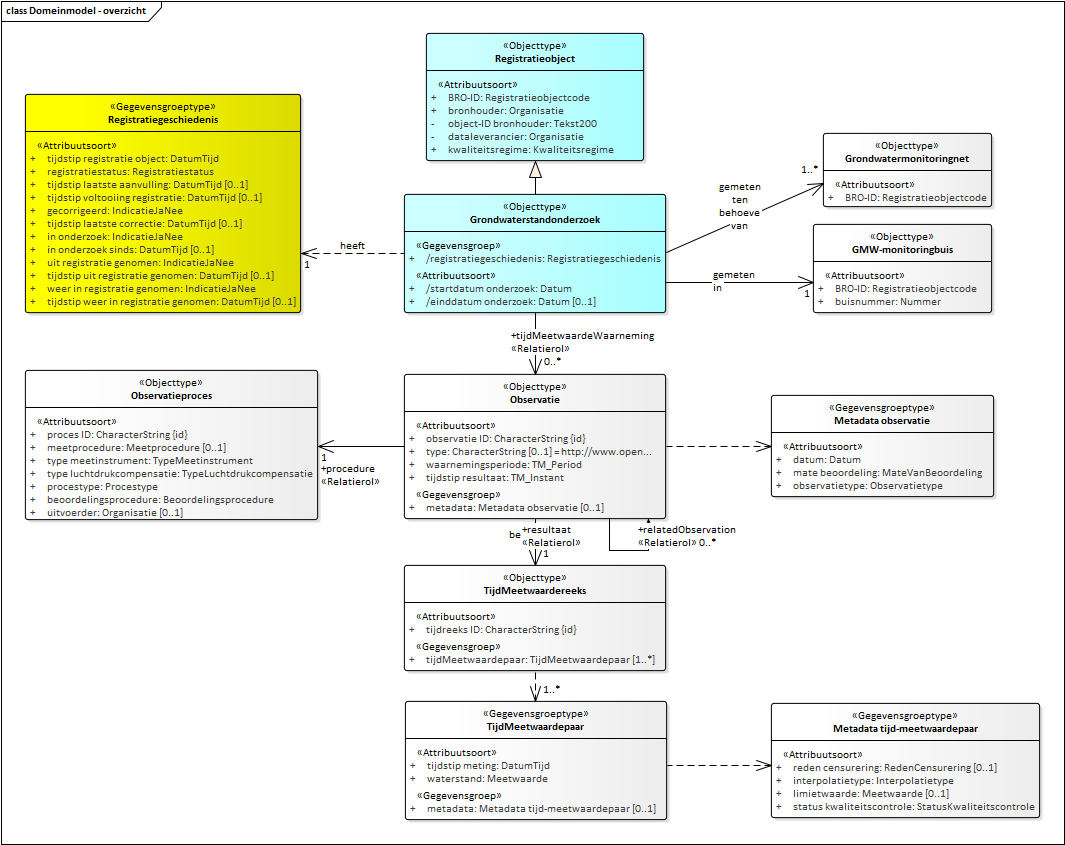 class Domeinmodel - overzicht
«Objecttype»
Registratieobject
«Attribuutsoort»
+ BRO-ID: Registratieobjectcode
+ bronhouder: Organisatie
- object-ID bronhouder: Tekst200
- dataleverancier: Organisatie
+ kwaliteitsregime: Kwaliteitsregime
«Gegevensgroeptype»
Registratiegeschiedenis
«Attribuutsoort»
+ tijdstip registratie object: DatumTijd
+ registratiestatus: Registratiestatus
+ tijdstip laatste aanvulling: DatumTijd [0..1]
+ tijdstip voltooiing registratie: DatumTijd [0..1]
+ gecorrigeerd: IndicatieJaNee
+ tijdstip laatste correctie: DatumTijd [0..1]
+ in onderzoek: IndicatieJaNee
+ in onderzoek sinds: DatumTijd [0..1]
+ uit registratie genomen: IndicatieJaNee
+ tijdstip uit registratie genomen: DatumTijd [0..1]
+ weer in registratie genomen: IndicatieJaNee
+ tijdstip weer in registratie genomen: DatumTijd [0..1]
heeft
1
«Objecttype»
Grondwaterstandonderzoek
«Gegevensgroep»
+ /registratiegeschiedenis: Registratiegeschiedenis
«Attribuutsoort»
+ /startdatum onderzoek: Datum
+ /einddatum onderzoek: Datum [0..1]
gemeten
ten
behoeve
van
1..*
«Objecttype»
Grondwatermonitoringnet
«Attribuutsoort»
+ BRO-ID: Registratieobjectcode
gemeten
in
1
«Objecttype»
GMW-monitoringbuis
«Attribuutsoort»
+ BRO-ID: Registratieobjectcode
+ buisnummer: Nummer
+tijdMeetwaardeWaarneming
«Relatierol»
0..*
«Objecttype»
Observatieproces
«Attribuutsoort»
+ proces ID: CharacterString {id}
+ meetprocedure: Meetprocedure [0..1]
+ type meetinstrument: TypeMeetinstrument
+ type luchtdrukcompensatie: TypeLuchtdrukcompensatie
+ procestype: Procestype
+ beoordelingsprocedure: Beoordelingsprocedure
+ uitvoerder: Organisatie [0..1]
1
+procedure
«Relatierol»
«Objecttype»
Observatie
«Attribuutsoort»
+ observatie ID: CharacterString {id}
+ type: CharacterString [0..1] = http://www.open...
+ waarnemingsperiode: TM_Period
+ tijdstip resultaat: TM_Instant
«Gegevensgroep»
+ metadata: Metadata observatie [0..1]
«Gegevensgroeptype»
Metadata observatie
«Attribuutsoort»
+ datum: Datum
+ mate beoordeling: MateVanBeoordeling
+ observatietype: Observatietype
be
+resultaat
«Relatierol»
1
+relatedObservation
«Relatierol» 0..*
«Objecttype»
TijdMeetwaardereeks
«Attribuutsoort»
+ tijdreeks ID: CharacterString {id}
«Gegevensgroep»
+ tijdMeetwaardepaar: TijdMeetwaardepaar [1..*]
1..*
«Gegevensgroeptype»
TijdMeetwaardepaar
«Attribuutsoort»
+ tijdstip meting: DatumTijd
+ waterstand: Meetwaarde
«Gegevensgroep»
+ metadata: Metadata tijd-meetwaardepaar [0..1]
«Gegevensgroeptype»
Metadata tijd-meetwaardepaar
«Attribuutsoort»
+ reden censurering: RedenCensurering [0..1]
+ interpolatietype: Interpolatietype
+ limietwaarde: Meetwaarde [0..1]
+ status kwaliteitscontrole: StatusKwaliteitscontrole